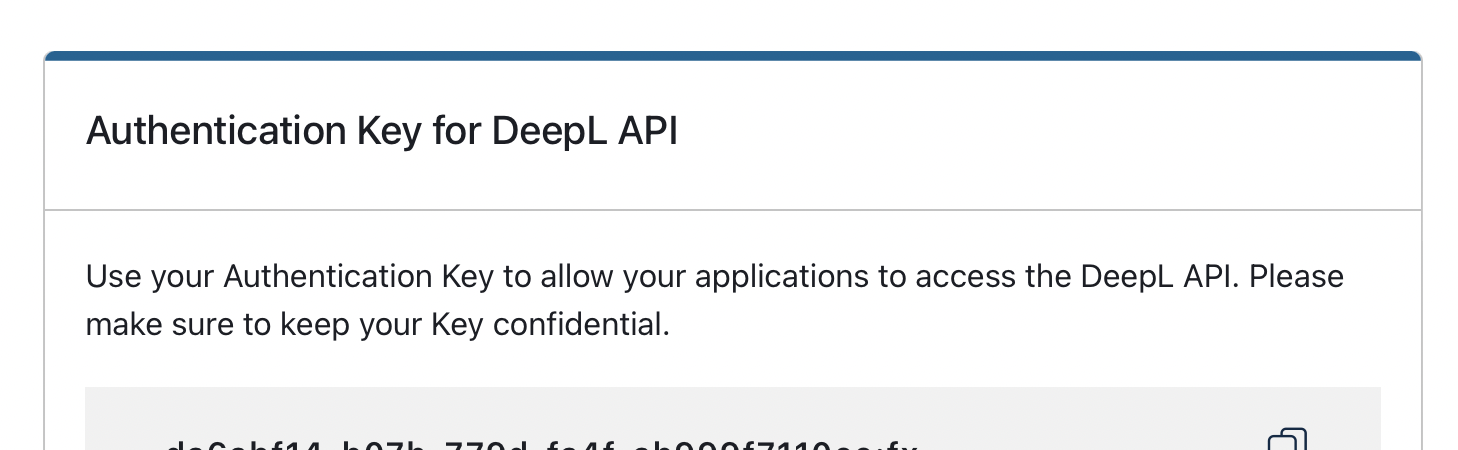 Authentication Key for DeepL API
Use your Authentication Key to allow your applications to access the DeepL API. Please
make sure to keep your Key confidential.